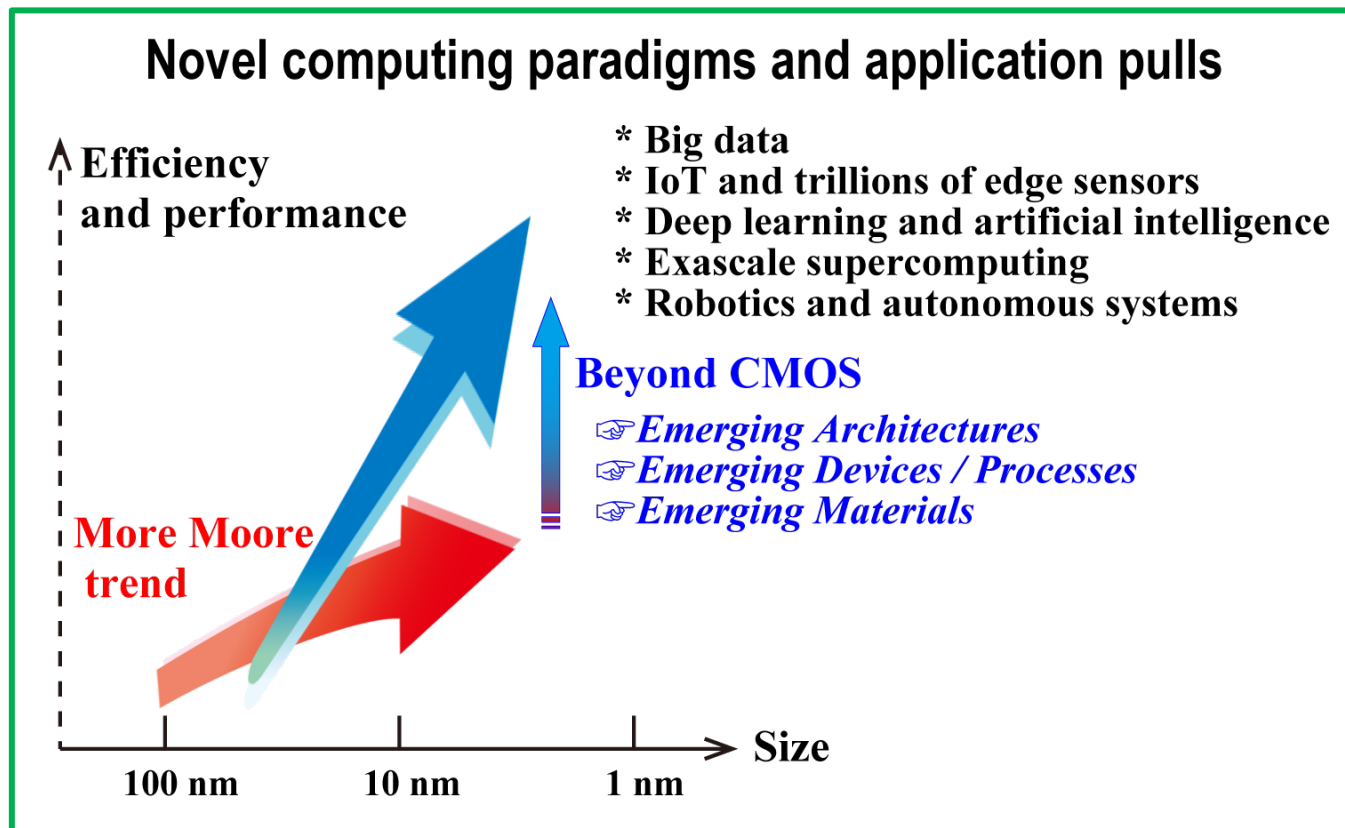 Novel computing paradigms and application pulls
Efficiency
and performance
* Big data
* IoT and trillions of edge sensors
* Deep learning and artificial intelligence
* Exascale supercomputing
* Robotics and autonomous systems
Beyond CMOS
☞Emerging Architectures
☞Emerging Devices / Processes
☞Emerging Materials
More Moore
trend
Size
100 nm
10 nm
1 nm